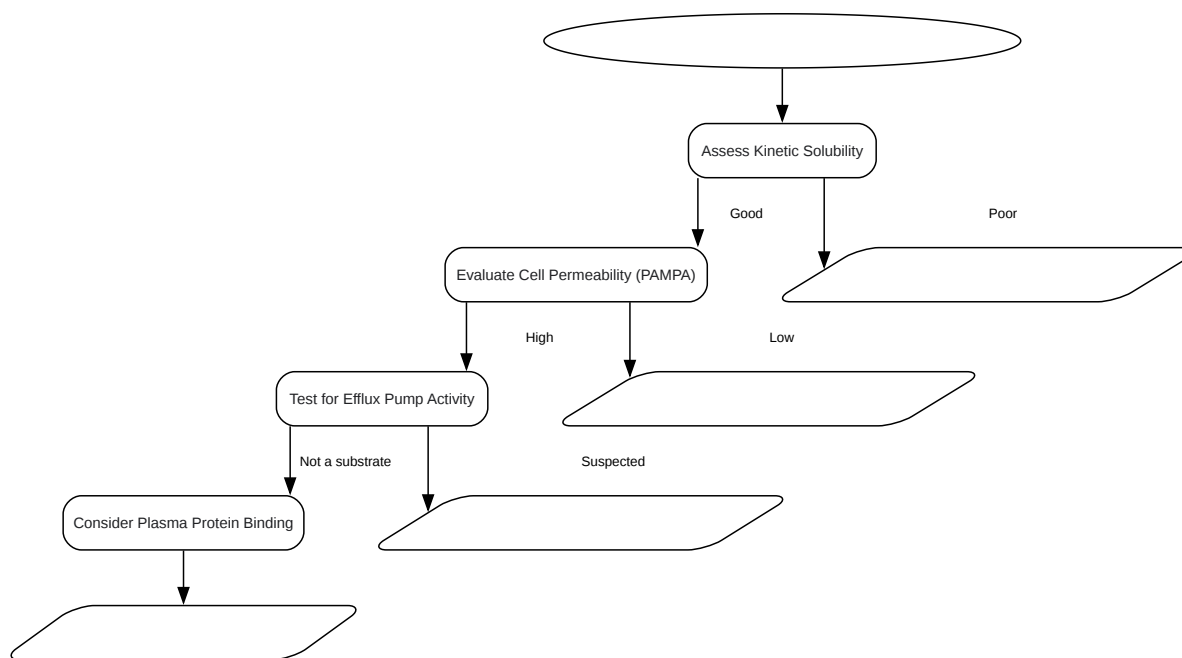 Assess Kinetic Solubility
Good
Poor
Evaluate Cell Permeability (PAMPA)
High
Low
Test for Efflux Pump Activity
Not a substrate
Suspected
Consider Plasma Protein Binding